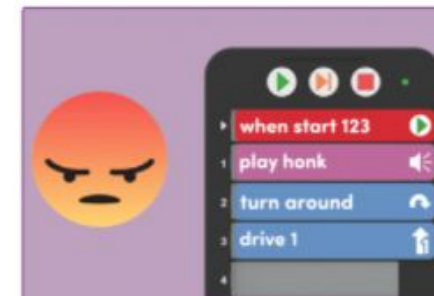 when start 123
1 play honk
2 turn around
3 drive 1
4